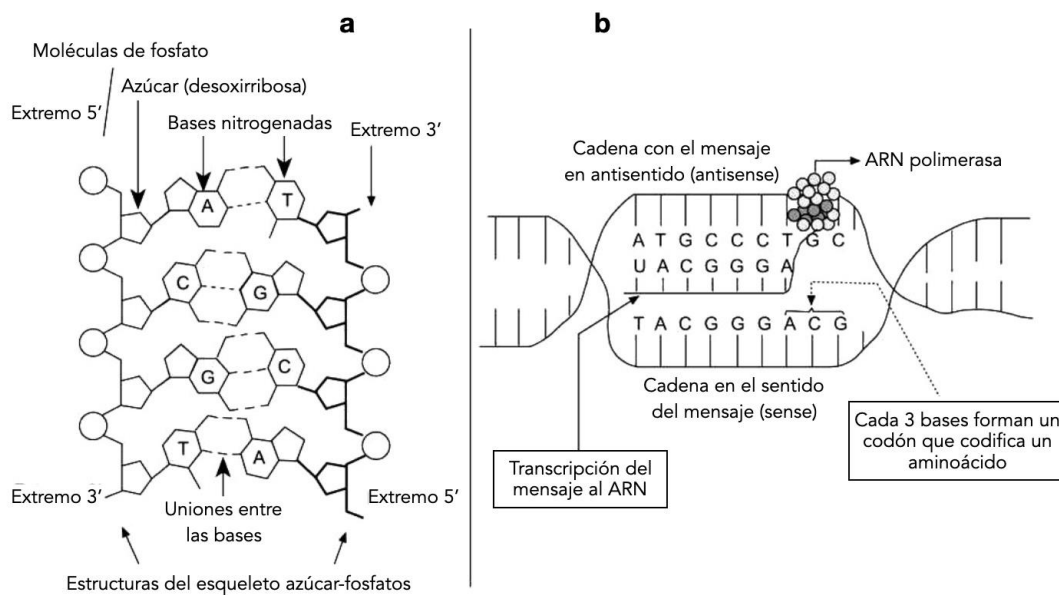 a
Moléculas de fosfato
Azúcar (desoxirribosa)
Extremo 5'
Bases nitrogenadas
Extremo 3'
A
T
C
G
G
C
T
A
Extremo 3'
Extremo 5'
Uniones entre
las bases
Estructuras del esqueleto azúcar-fosfatos
b
Cadena con el mensaje
en antisentido (antisense)
ARN polimerasa
A T G C C C T G C
U A C G G G A
T A C G G G A C G
Cadena en el sentido
del mensaje (sense)
Transcripción del
mensaje al ARN
Cada 3 bases forman un
codón que codifica un
aminoácido